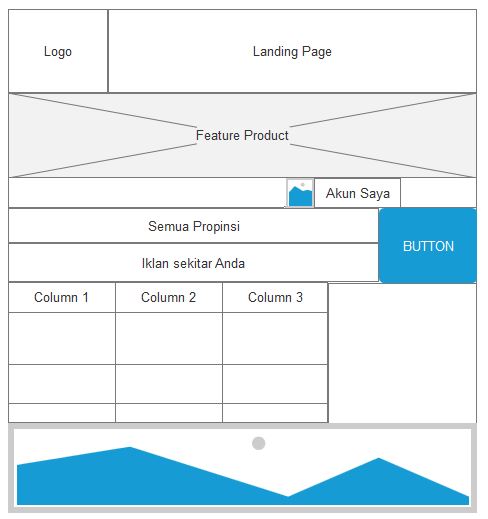 Logo
Landing Page
Feature Product
Akun Saya
Semua Propinsi
BUTTON
Iklan sekitar Anda
Column 1
Column 2
Column 3